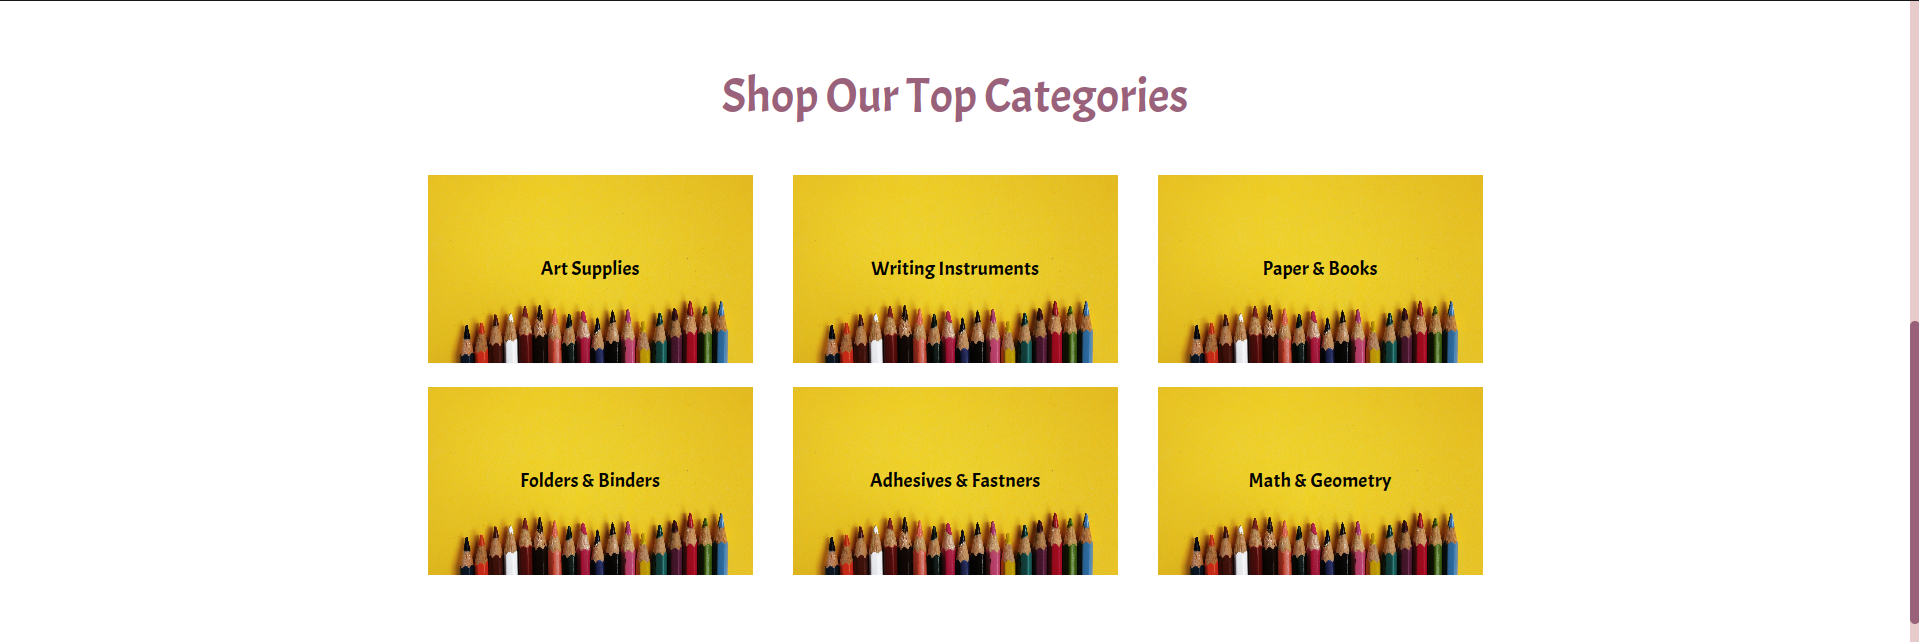 Shop Our Top Categories
Art Supplies
Writing Instruments
Paper & Books
Folders & Binders
Adhesives & Fastners
Math & Geometry